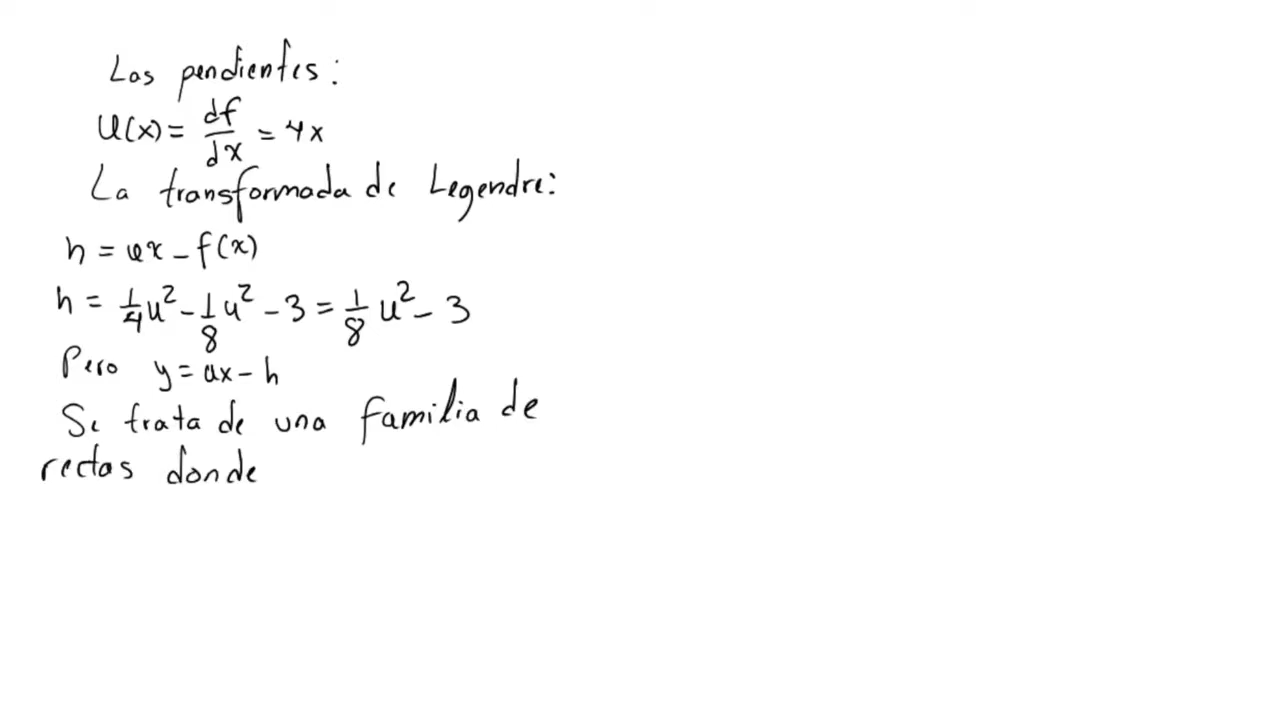 Las pendientes:
U(x) = df/dx = 4x
La transformada de Legendre:
h = ux - f(x)
h = 1/4 u² - 1/8 u² - 3 = 1/8 u² - 3
Pero y = ux - h
Se trata de una familia de
rectas donde